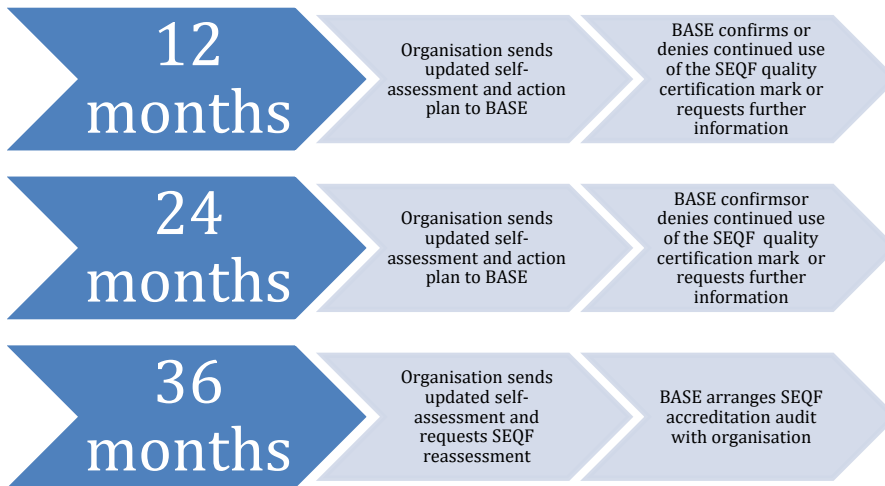 12
months
Organisation sends
updated self-
assessment and action
plan to BASE
BASE confirms or
denies continued use
of the SEQF quality
certification mark or
requests further
information
24
months
Organisation sends
updated self-
assessment and action
plan to BASE
BASE confirmsor
denies continued use
of the SEQF  quality
certification mark  or
requests further
information
36
months
Organisation sends
updated self-
assessment and
requests SEQF
reassessment
BASE arranges SEQF
accreditation audit
with organisation